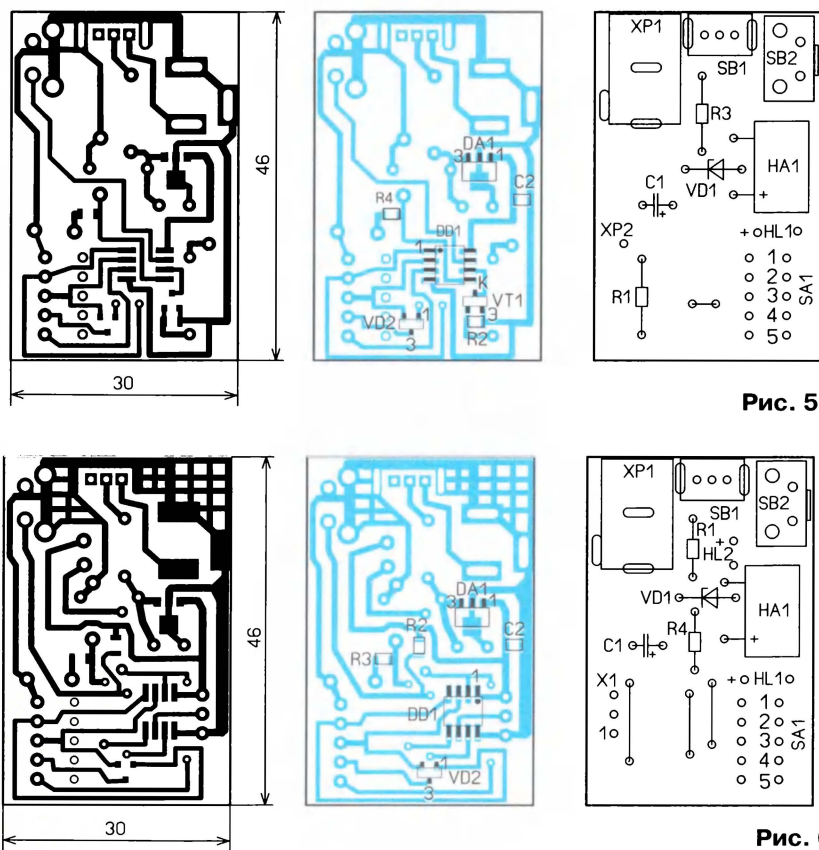 46
30
DA1
3 1
C2
R4
DD1
1
K
VT1
3
VD2
1
3
R2
XP1
SB1
SB2
R3
HA1
VD1
+
C1
+
XP2
+ HL1
R1
1
2
3
4
5
SA1
Рис. 5
46
30
DA1
3 1
C2
R2
R3
1
DD1
1
VD2
3
XP1
SB1
SB2
R1
+
HL2
VD1
HA1
+
R4
C1
+
X1
+ HL1
1
1
2
3
4
5
SA1
Рис.